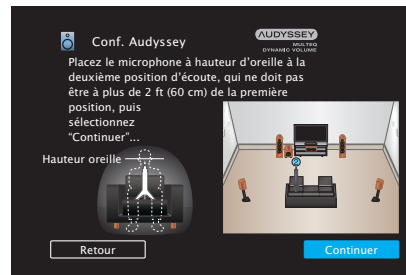 Conf. Audyssey
AUDYSSEY
MULTEQ
DYNAMIC VOLUME
Placez le microphone à hauteur d'oreille à la
deuxième position d'écoute, qui ne doit pas
être à plus de 2 ft (60 cm) de la première
position, puis
sélectionnez
"Continuer"...
Hauteur oreille
Retour
Continuer